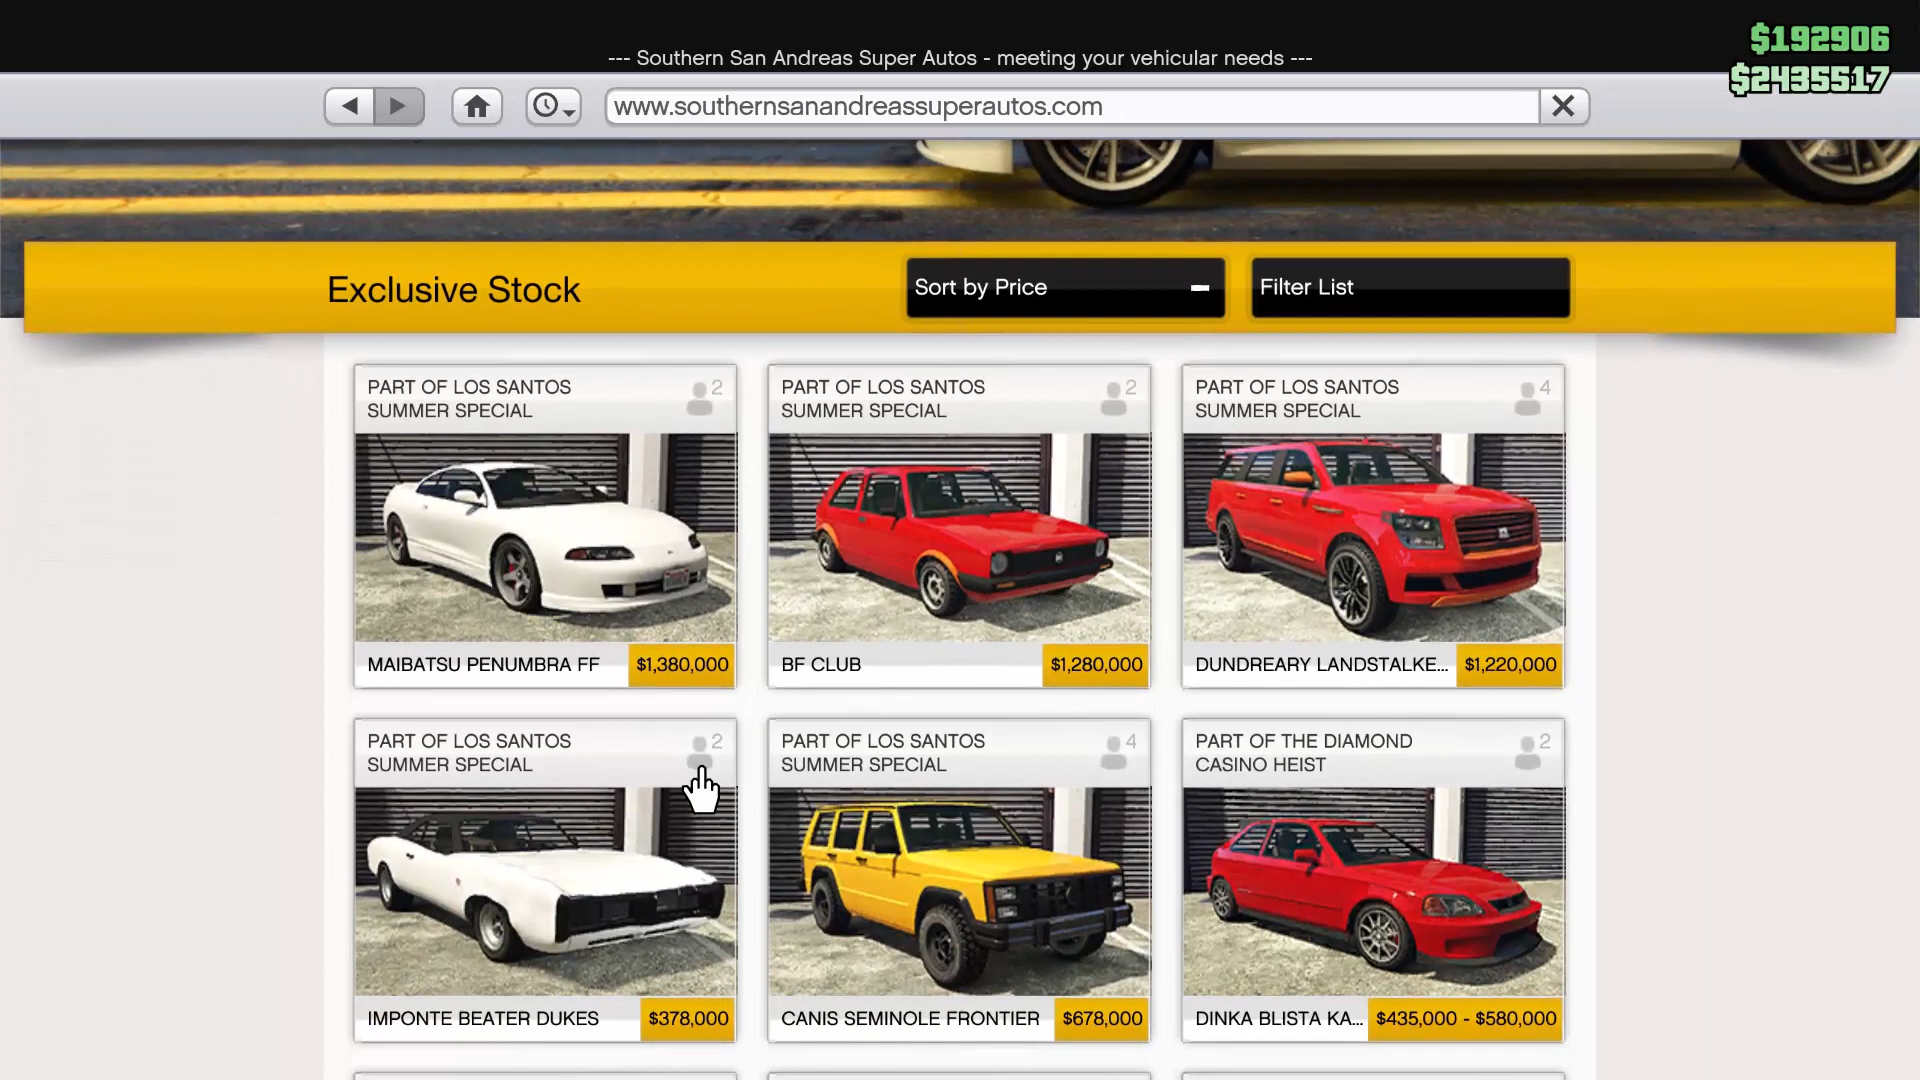 $192906
--- Southern San Andreas Super Autos - meeting your vehicular needs ---
$2435517
www.southernsanandreassuperautos.com
Exclusive Stock
Sort by Price
Filter List
PART OF LOS SANTOS
SUMMER SPECIAL
2
MAIBATSU PENUMBRA FF
$1,380,000
PART OF LOS SANTOS
SUMMER SPECIAL
2
BF CLUB
$1,280,000
PART OF LOS SANTOS
SUMMER SPECIAL
4
DUNDREARY LANDSTALKE...
$1,220,000
PART OF LOS SANTOS
SUMMER SPECIAL
2
IMPONTE BEATER DUKES
$378,000
PART OF LOS SANTOS
SUMMER SPECIAL
4
CANIS SEMINOLE FRONTIER
$678,000
PART OF THE DIAMOND
CASINO HEIST
2
DINKA BLISTA KA...
$435,000 - $580,000